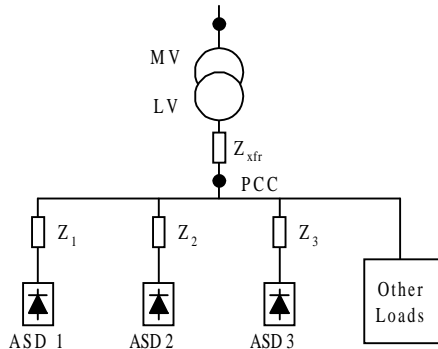 MV
LV
Z_xfr
PCC
Z_1
Z_2
Z_3
Other
Loads
ASD 1
ASD 2
ASD 3